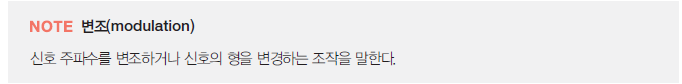 NOTE 변조(modulation)
신호 주파수를 변조하거나 신호의 형을 변경하는 조작을 말한다.